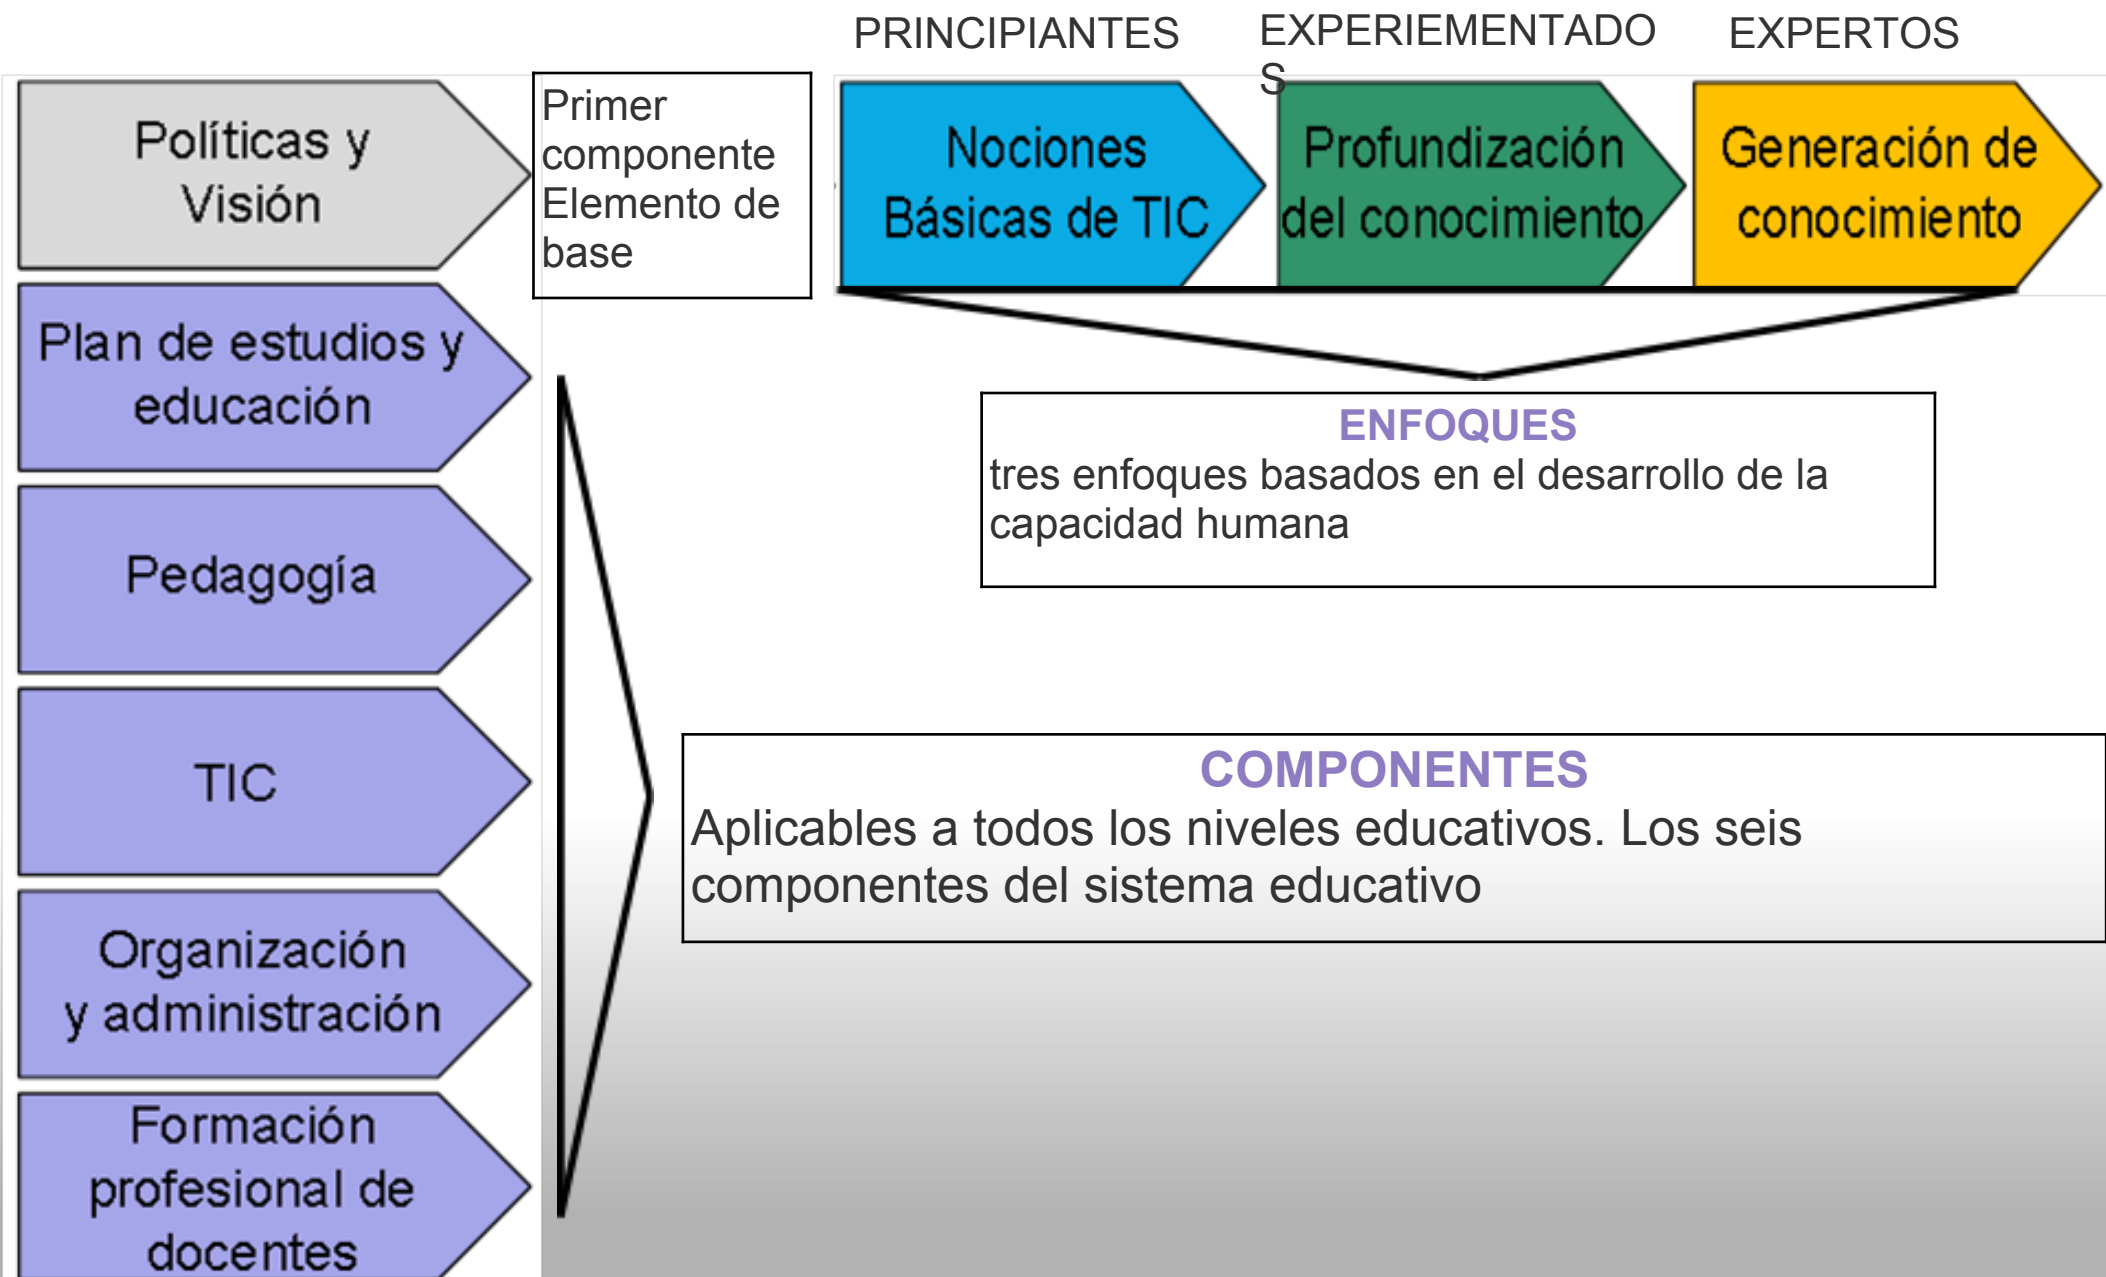 PRINCIPIANTES
EXPERIEMENTADO
S
EXPERTOS
Políticas y
Visión
Primer
componente
Elemento de
base
Nociones
Básicas de TIC
Profundización
del conocimiento
Generación de
conocimiento
Plan de estudios y
educación
ENFOQUES
tres enfoques basados en el desarrollo de la
capacidad humana
Pedagogía
TIC
COMPONENTES
Aplicables a todos los niveles educativos. Los seis
componentes del sistema educativo
Organización
y administración
Formación
profesional de
docentes